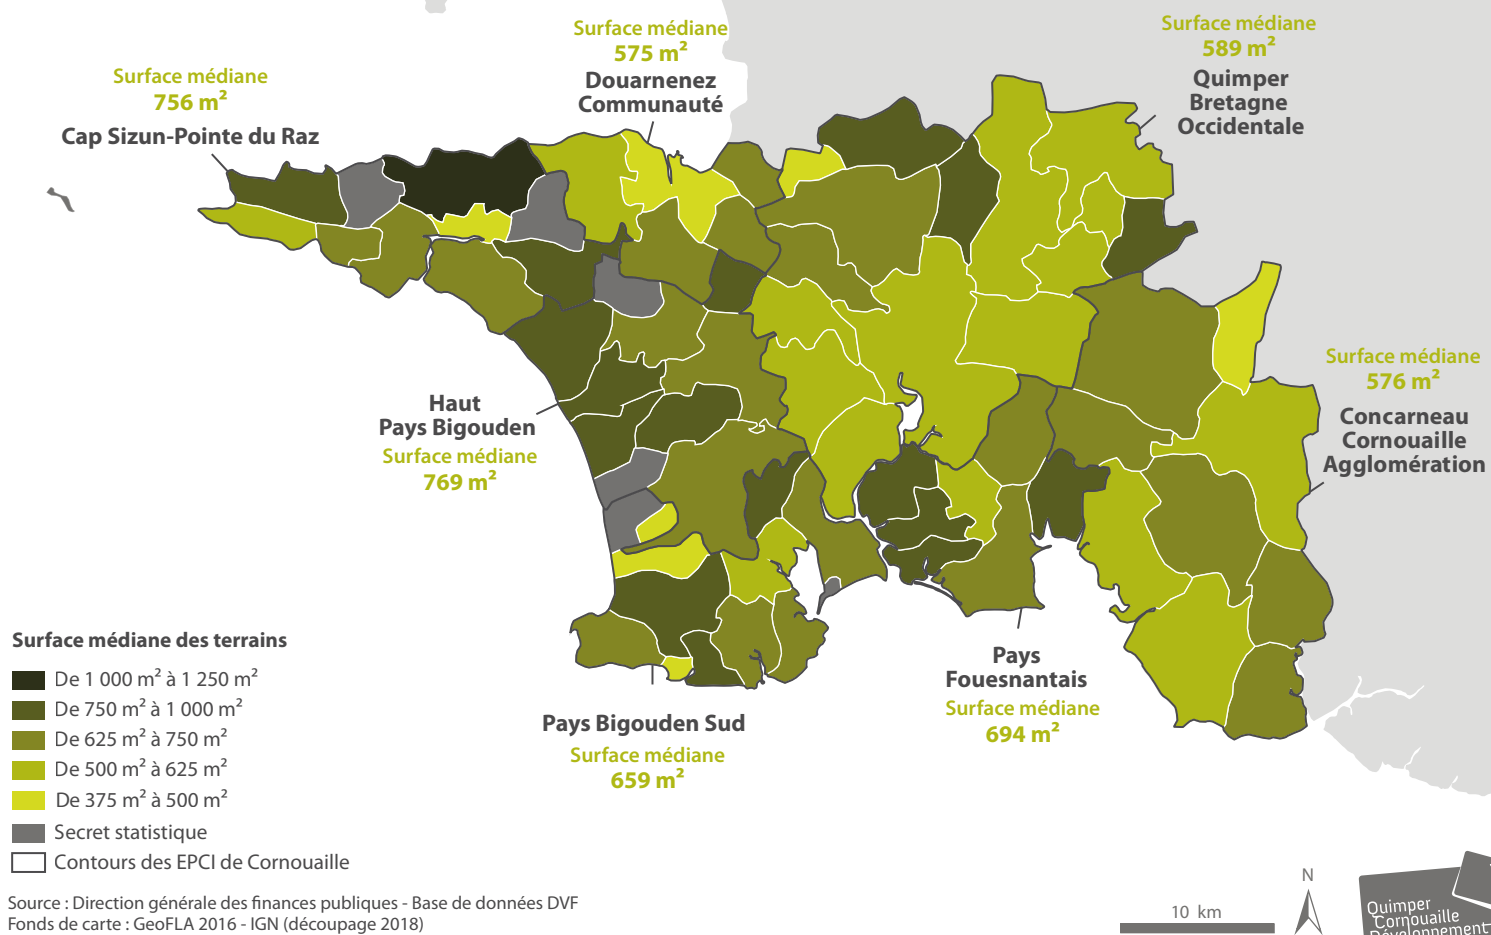 Surface médiane
575 m²
Douarnenez
Communauté
Surface médiane
589 m²
Quimper
Bretagne
Occidentale
Surface médiane
756 m²
Cap Sizun-Pointe du Raz
Surface médiane
576 m²
Concarneau
Cornouaille
Agglomération
Haut
Pays Bigouden
Surface médiane
769 m²
Pays
Fouesnantais
Surface médiane
694 m²
Pays Bigouden Sud
Surface médiane
659 m²
Surface médiane des terrains
De 1 000 m² à 1 250 m²
De 750 m² à 1 000 m²
De 625 m² à 750 m²
De 500 m² à 625 m²
De 375 m² à 500 m²
Secret statistique
Contours des EPCI de Cornouaille
Source : Direction générale des finances publiques - Base de données DVF
Fonds de carte : GeoFLA 2016 - IGN (découpage 2018)
10 km
N
Quimper
Cornouaille
Développement